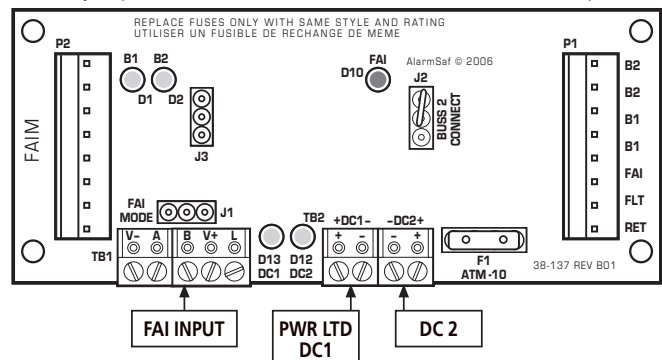 REPLACE FUSES ONLY WITH SAME STYLE AND RATING
UTILISER UN FUSIBLE DE RECHANGE DE MEME
P2
B1 B2
D1 D2
J3
FAI
D10
AlarmSaf © 2006
J2
BUSS 2
CONNECT
P1
B2
B2
B1
B1
FAI
FLT
RET
FAIM
FAI
MODE
J1
TB1
V- A B V+ L
D13
DC1
D12
DC2
TB2
+DC1- -DC2+
+ - - +
F1
ATM-10
38-137 REV B01
FAI INPUT
PWR LTD
DC1
DC 2